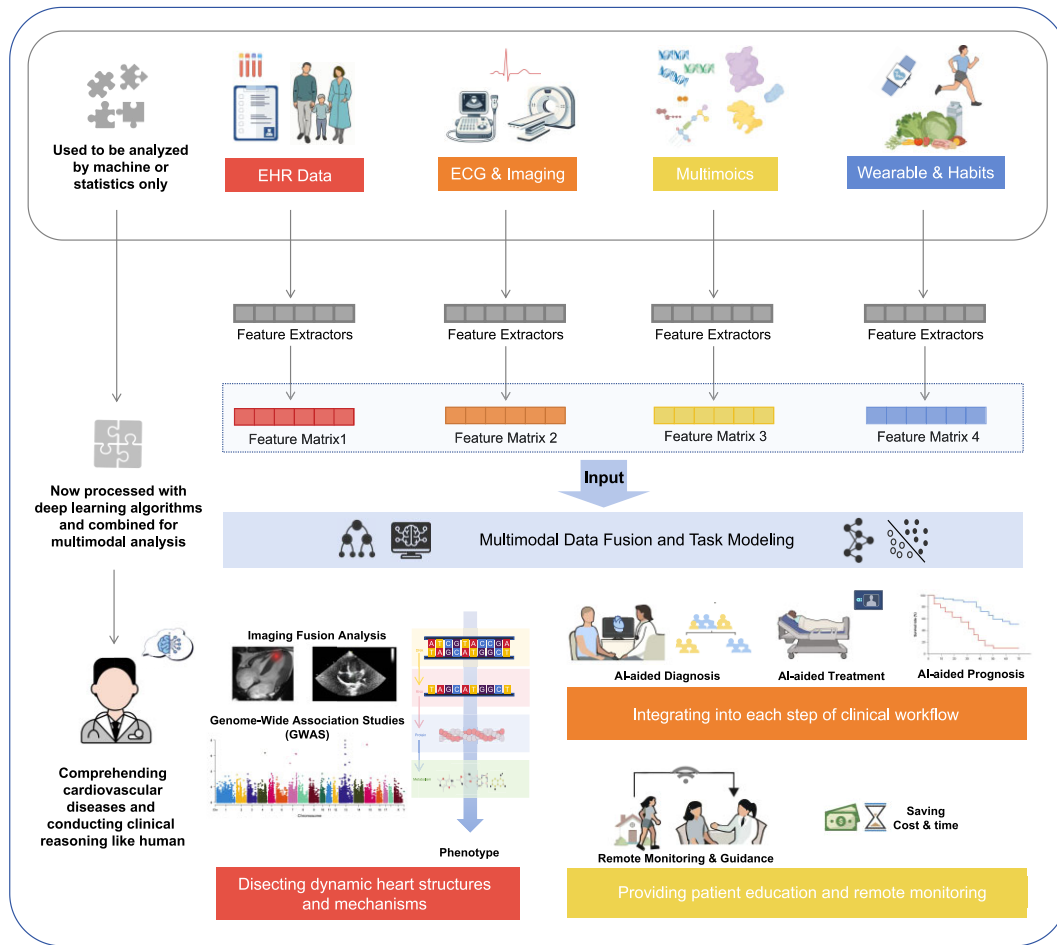 Used to be analyzed
by machine or
statistics only
EHR Data
ECG & Imaging
Multimoics
Wearable & Habits
Feature Extractors
Feature Extractors
Feature Extractors
Feature Extractors
Feature Matrix1
Feature Matrix 2
Feature Matrix 3
Feature Matrix 4
Input
Now processed with
deep learning algorithms
and combined for
multimodal analysis
Multimodal Data Fusion and Task Modeling
Comprehending
cardiovascular
diseases and
conducting clinical
reasoning like human
Imaging Fusion Analysis
Genome-Wide Association Studies
(GWAS)
Chromosome
ATCGTACCGA
TAGCATGGCT
TAGCATGGCT
Protein
Phenotype
Disecting dynamic heart structures
and mechanisms
AI-aided Diagnosis
AI-aided Treatment
AI-aided Prognosis
Integrating into each step of clinical workflow
Remote Monitoring & Guidance
Saving
Cost & time
Providing patient education and remote monitoring